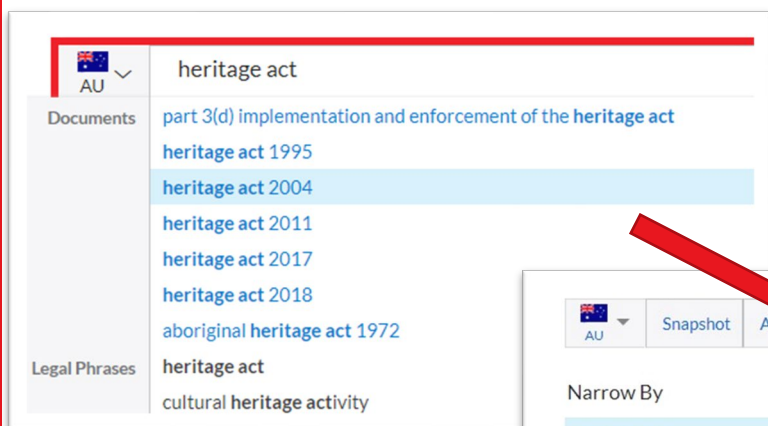 AU
heritage act
Documents
part 3(d) implementation and enforcement of the heritage act
heritage act 1995
heritage act 2004
heritage act 2011
heritage act 2017
heritage act 2018
aboriginal heritage act 1972
Legal Phrases
heritage act
cultural heritage activity
AU
Snapshot
A
Narrow By